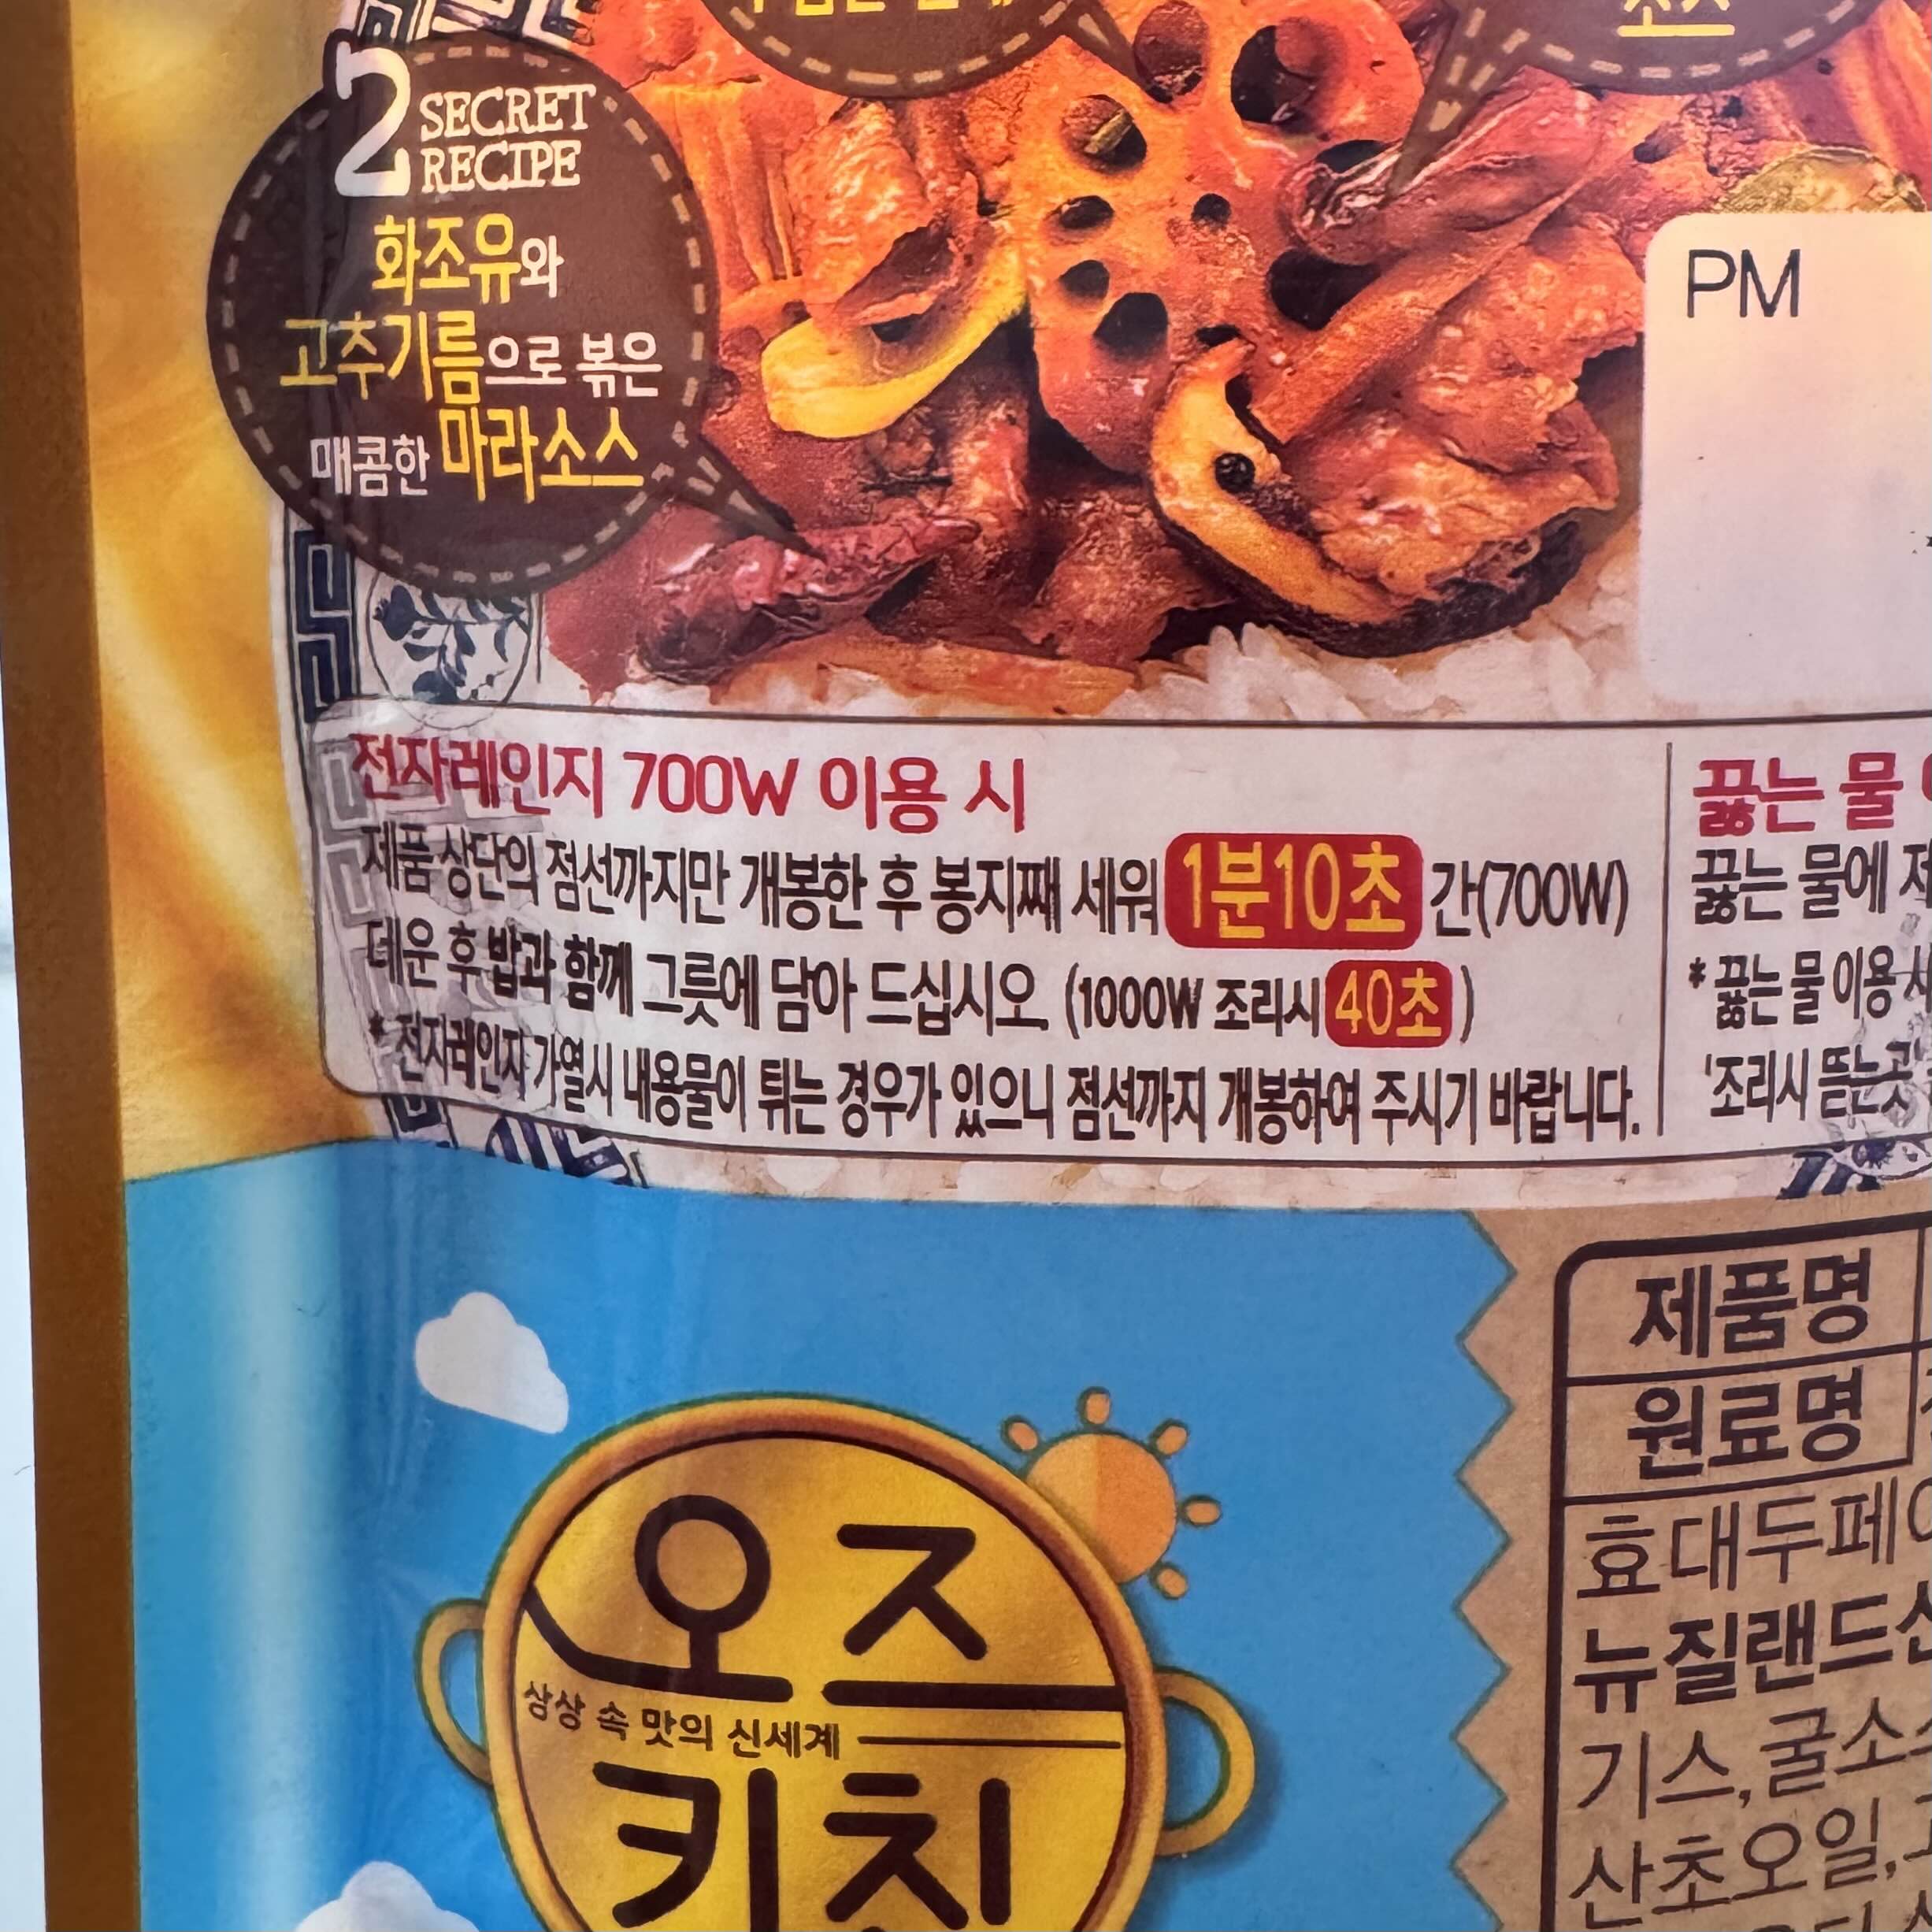 소스
2 SECRET
RECIPE
화조유와
고추기름으로 볶은
매콤한 마라소스
PM
전자레인지 700W 이용 시
제품 상단의 점선까지만 개봉한 후 봉지째 세워 1분10초 간(700W)
데운 후 밥과 함께 그릇에 담아 드십시오. (1000W 조리시 40초)
* 전자레인지 가열시 내용물이 튀는 경우가 있으니 점선까지 개봉하여 주시기 바랍니다.
끓는 물
끓는 물에
* 끓는 물 이용 시
'조리시 뜨는곳
제품명
원료명
효대두페이
뉴질랜드산
기스,굴소스
산초오일,고
오즈
상상 속 맛의 신세계
키친